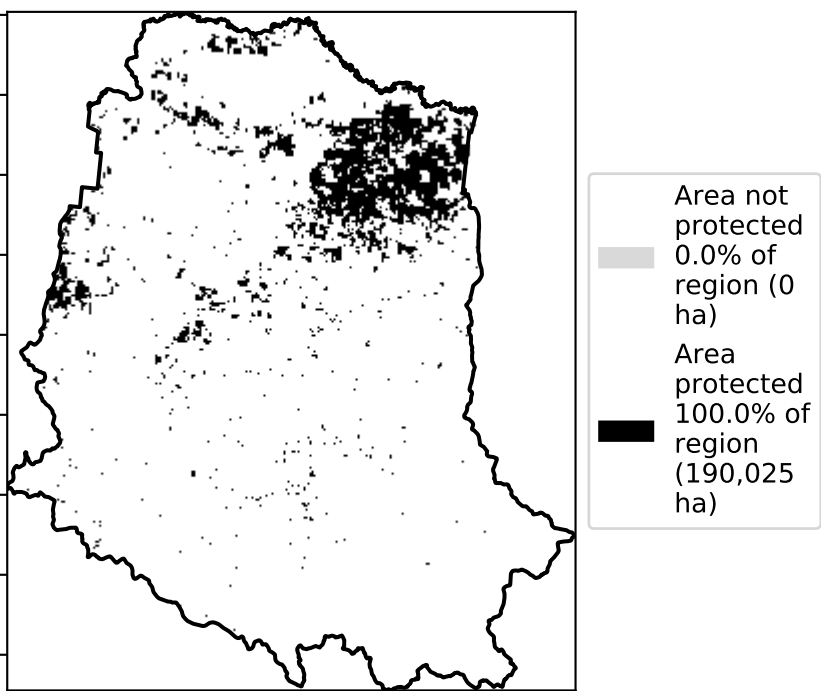 Area not
protected
0.0% of
region (0
ha)
Area
protected
100.0% of
region
(190,025
ha)